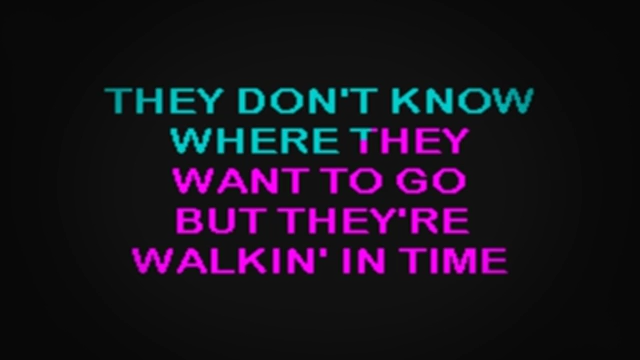 THEY DON'T KNOW
WHERE THEY
WANT TO GO
BUT THEY'RE
WALKIN' IN TIME